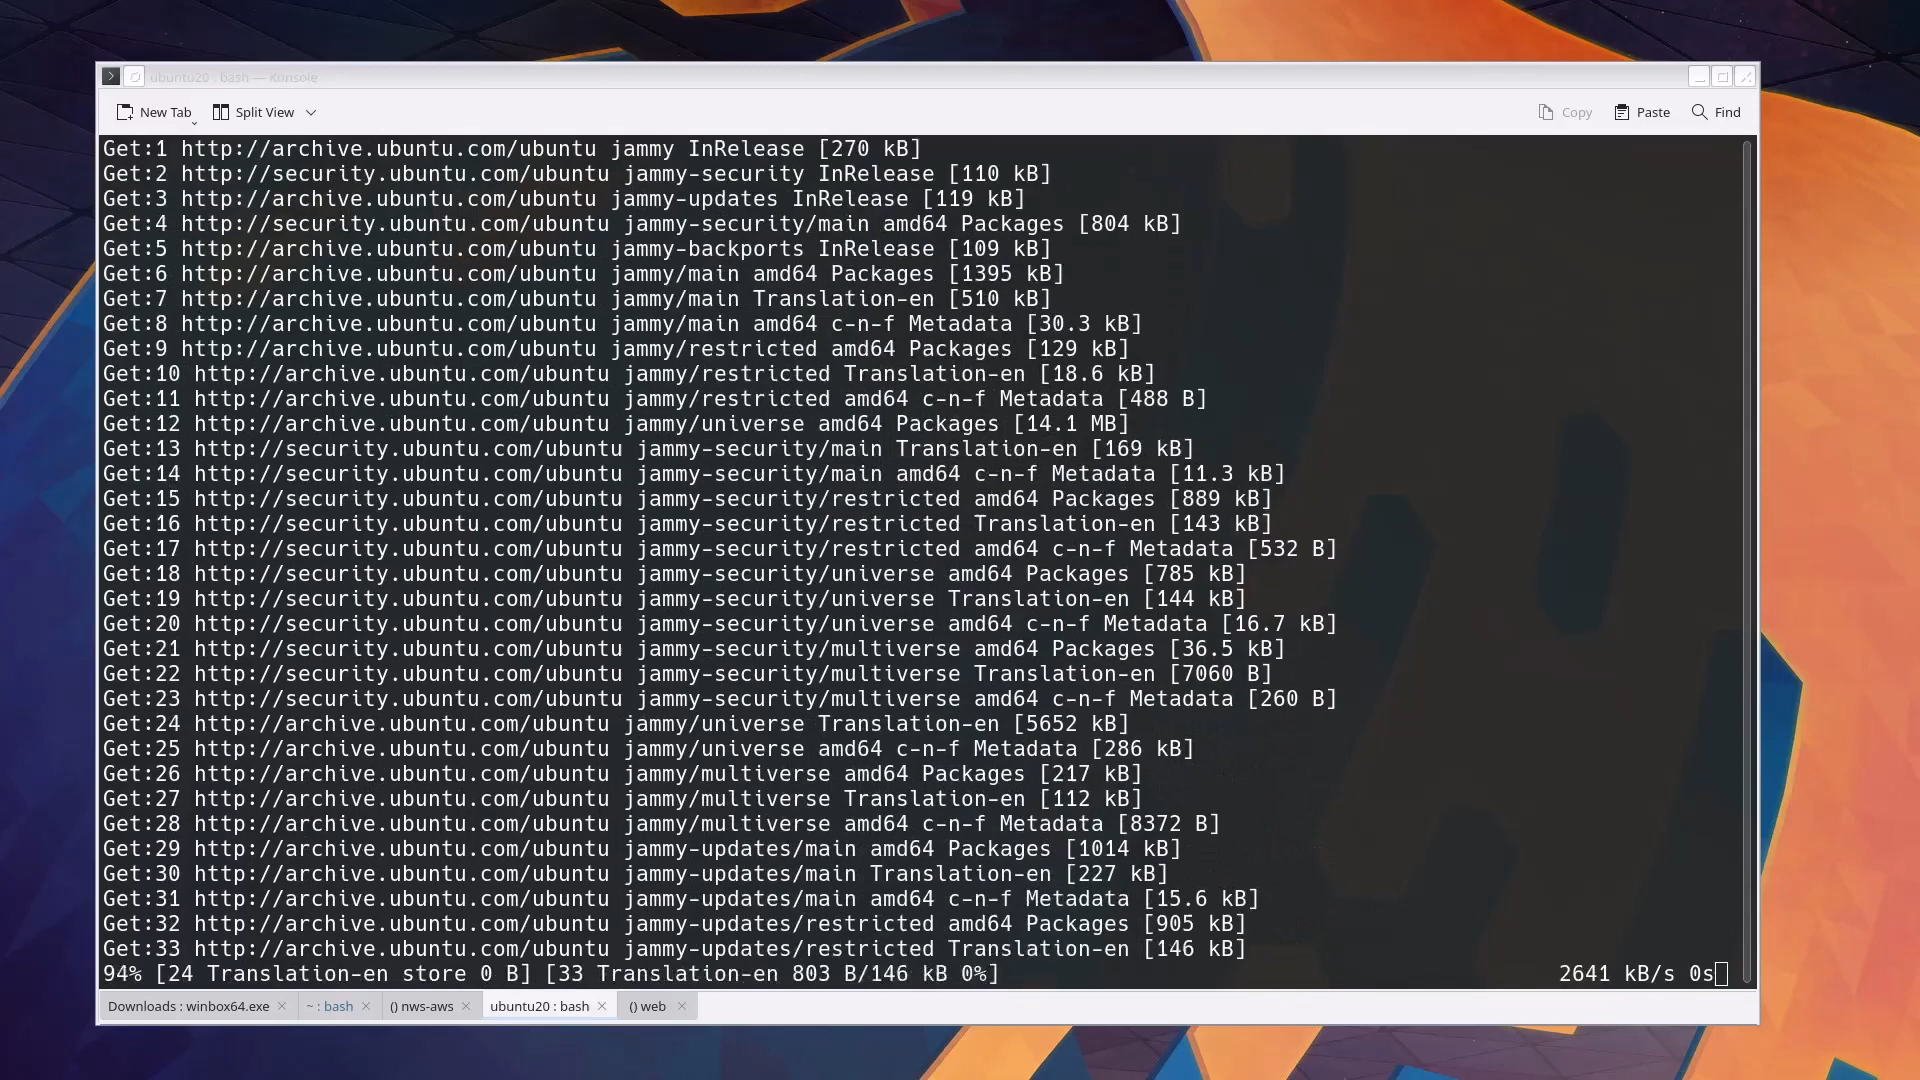 ubuntu20 : bash — Konsole
New Tab Split View Copy Paste Find
Get:1 http://archive.ubuntu.com/ubuntu jammy InRelease [270 kB]
Get:2 http://security.ubuntu.com/ubuntu jammy-security InRelease [110 kB]
Get:3 http://archive.ubuntu.com/ubuntu jammy-updates InRelease [119 kB]
Get:4 http://security.ubuntu.com/ubuntu jammy-security/main amd64 Packages [804 kB]
Get:5 http://archive.ubuntu.com/ubuntu jammy-backports InRelease [109 kB]
Get:6 http://archive.ubuntu.com/ubuntu jammy/main amd64 Packages [1395 kB]
Get:7 http://archive.ubuntu.com/ubuntu jammy/main Translation-en [510 kB]
Get:8 http://archive.ubuntu.com/ubuntu jammy/main amd64 c-n-f Metadata [30.3 kB]
Get:9 http://archive.ubuntu.com/ubuntu jammy/restricted amd64 Packages [129 kB]
Get:10 http://archive.ubuntu.com/ubuntu jammy/restricted Translation-en [18.6 kB]
Get:11 http://archive.ubuntu.com/ubuntu jammy/restricted amd64 c-n-f Metadata [488 B]
Get:12 http://archive.ubuntu.com/ubuntu jammy/universe amd64 Packages [14.1 MB]
Get:13 http://security.ubuntu.com/ubuntu jammy-security/main Translation-en [169 kB]
Get:14 http://security.ubuntu.com/ubuntu jammy-security/main amd64 c-n-f Metadata [11.3 kB]
Get:15 http://security.ubuntu.com/ubuntu jammy-security/restricted amd64 Packages [889 kB]
Get:16 http://security.ubuntu.com/ubuntu jammy-security/restricted Translation-en [143 kB]
Get:17 http://security.ubuntu.com/ubuntu jammy-security/restricted amd64 c-n-f Metadata [532 B]
Get:18 http://security.ubuntu.com/ubuntu jammy-security/universe amd64 Packages [785 kB]
Get:19 http://security.ubuntu.com/ubuntu jammy-security/universe Translation-en [144 kB]
Get:20 http://security.ubuntu.com/ubuntu jammy-security/universe amd64 c-n-f Metadata [16.7 kB]
Get:21 http://security.ubuntu.com/ubuntu jammy-security/multiverse amd64 Packages [36.5 kB]
Get:22 http://security.ubuntu.com/ubuntu jammy-security/multiverse Translation-en [7060 B]
Get:23 http://security.ubuntu.com/ubuntu jammy-security/multiverse amd64 c-n-f Metadata [260 B]
Get:24 http://archive.ubuntu.com/ubuntu jammy/universe Translation-en [5652 kB]
Get:25 http://archive.ubuntu.com/ubuntu jammy/universe amd64 c-n-f Metadata [286 kB]
Get:26 http://archive.ubuntu.com/ubuntu jammy/multiverse amd64 Packages [217 kB]
Get:27 http://archive.ubuntu.com/ubuntu jammy/multiverse Translation-en [112 kB]
Get:28 http://archive.ubuntu.com/ubuntu jammy/multiverse amd64 c-n-f Metadata [8372 B]
Get:29 http://archive.ubuntu.com/ubuntu jammy-updates/main amd64 Packages [1014 kB]
Get:30 http://archive.ubuntu.com/ubuntu jammy-updates/main Translation-en [227 kB]
Get:31 http://archive.ubuntu.com/ubuntu jammy-updates/main amd64 c-n-f Metadata [15.6 kB]
Get:32 http://archive.ubuntu.com/ubuntu jammy-updates/restricted amd64 Packages [905 kB]
Get:33 http://archive.ubuntu.com/ubuntu jammy-updates/restricted Translation-en [146 kB]
94% [24 Translation-en store 0 B] [33 Translation-en 803 B/146 kB 0%] 2641 kB/s 0s
Downloads : winbox64.exe ~ : bash () nws-aws ubuntu20 : bash () web